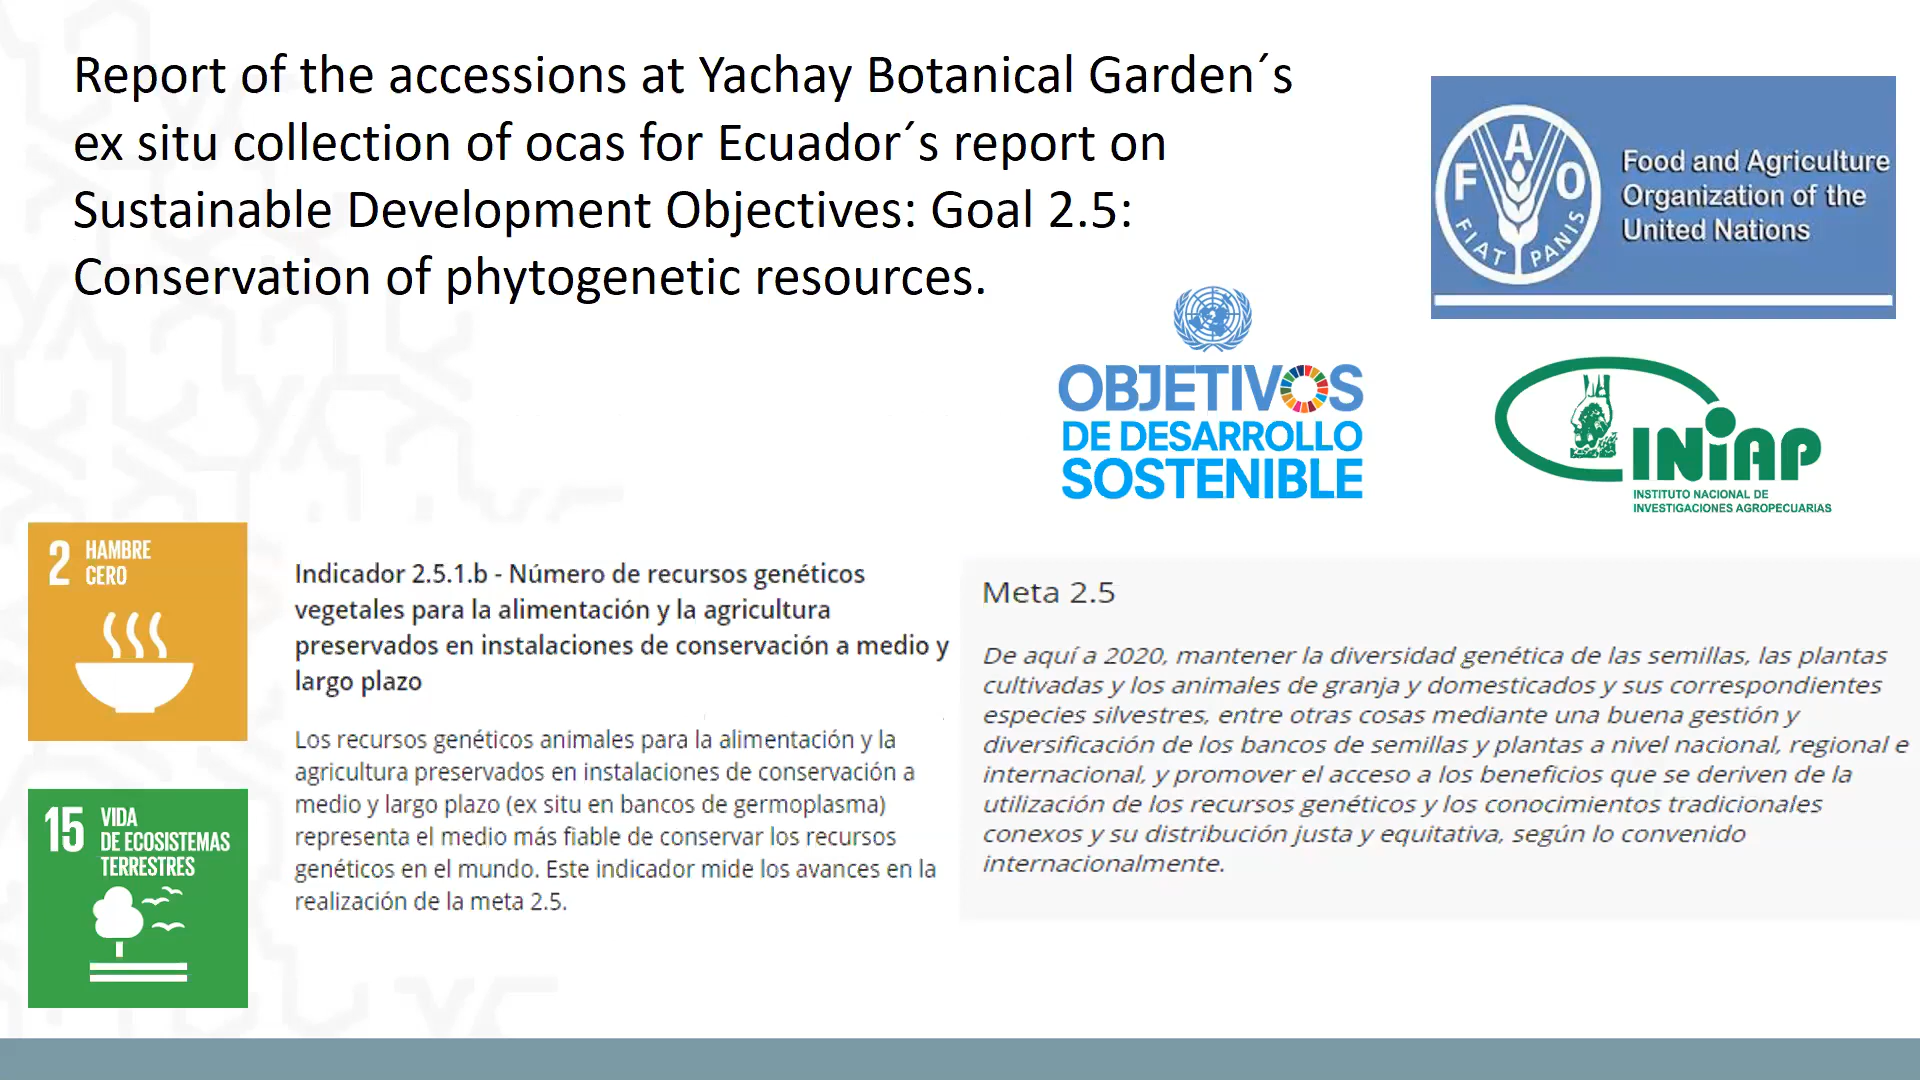 Report of the accessions at Yachay Botanical Garden´s
ex situ collection of ocas for Ecuador´s report on
Sustainable Development Objectives: Goal 2.5:
Conservation of phytogenetic resources.
F A O
FIAT PANIS
Food and Agriculture
Organization of the
United Nations
OBJETIVOS
DE DESARROLLO
SOSTENIBLE
INIAP
INSTITUTO NACIONAL DE
INVESTIGACIONES AGROPECUARIAS
2 HAMBRE
CERO
Indicador 2.5.1.b - Número de recursos genéticos
vegetales para la alimentación y la agricultura
preservados en instalaciones de conservación a medio y
largo plazo
Los recursos genéticos animales para la alimentación y la
agricultura preservados en instalaciones de conservación a
medio y largo plazo (ex situ en bancos de germoplasma)
representa el medio más fiable de conservar los recursos
genéticos en el mundo. Este indicador mide los avances en la
realización de la meta 2.5.
15 VIDA
DE ECOSISTEMAS
TERRESTRES
Meta 2.5
De aquí a 2020, mantener la diversidad genética de las semillas, las plantas
cultivadas y los animales de granja y domesticados y sus correspondientes
especies silvestres, entre otras cosas mediante una buena gestión y
diversificación de los bancos de semillas y plantas a nivel nacional, regional e
internacional, y promover el acceso a los beneficios que se deriven de la
utilización de los recursos genéticos y los conocimientos tradicionales
conexos y su distribución justa y equitativa, según lo convenido
internacionalmente.